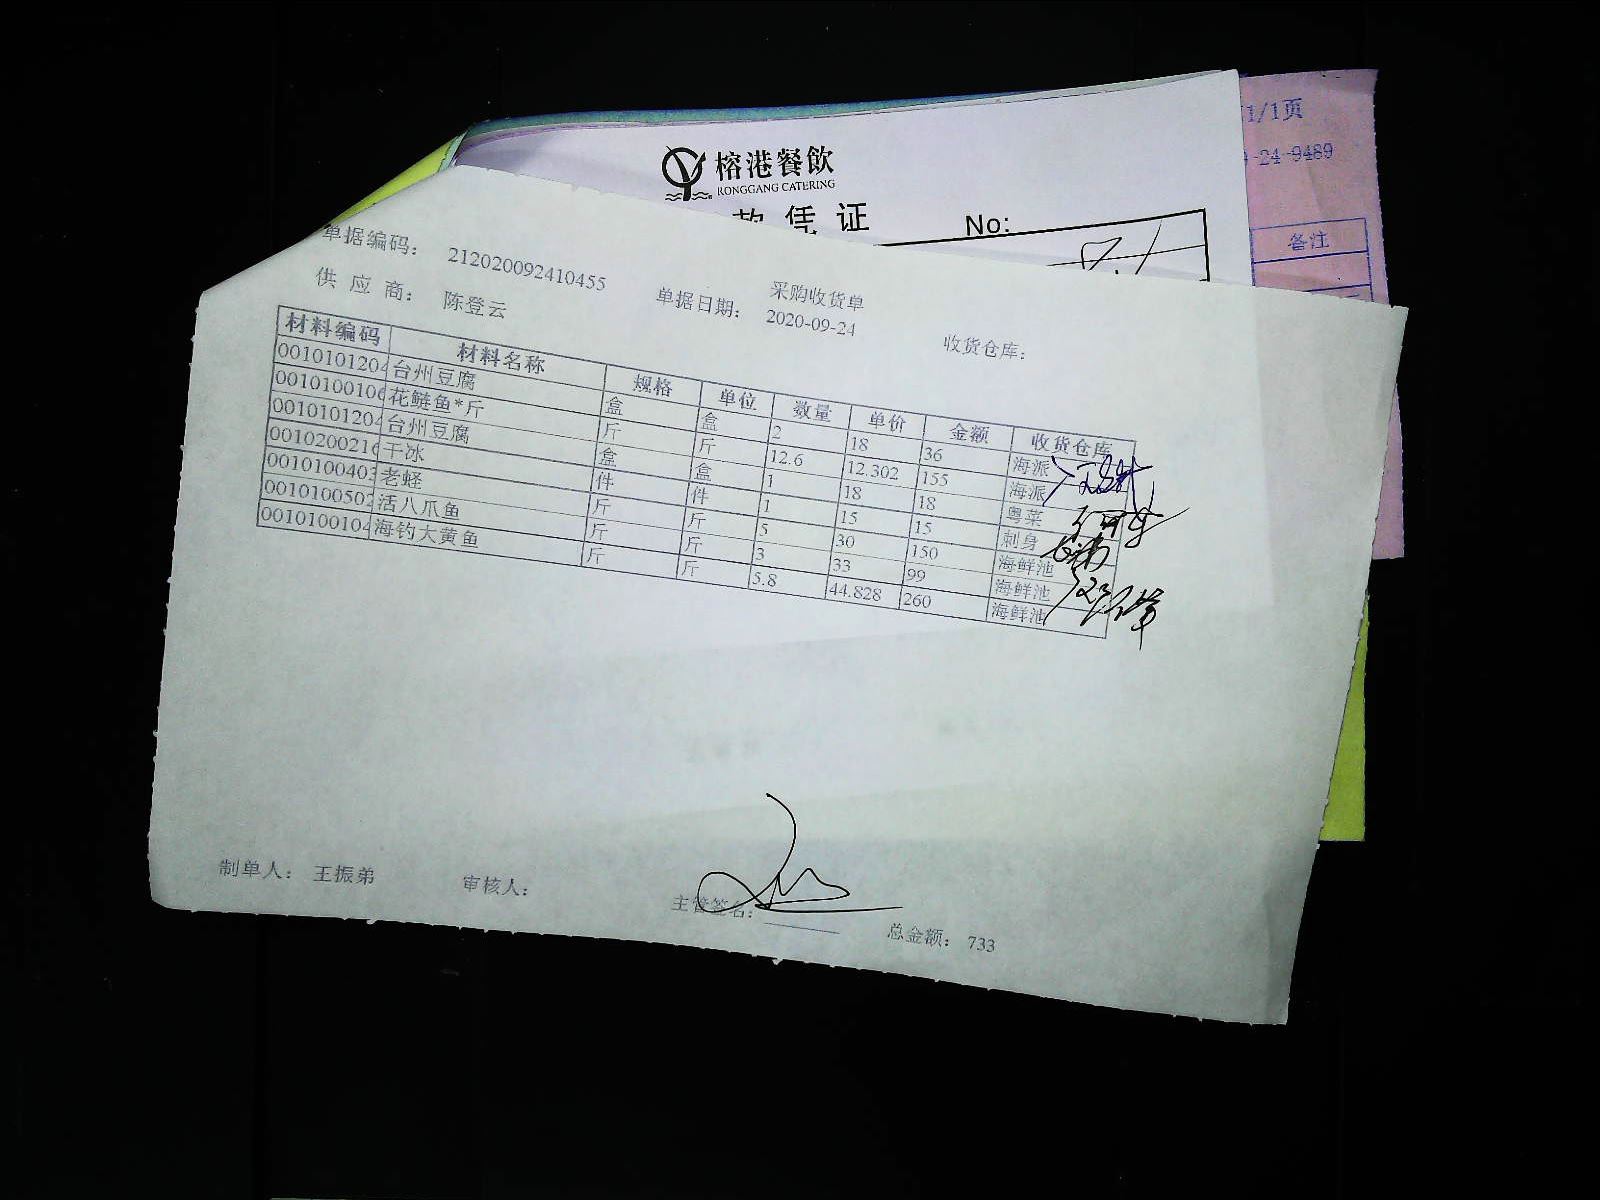 1/1页
-24-9489
备注
榕港餐飲
RONGGANG CATERING
款凭证 No:
单据编码： 212020092410455 采购收货单
供应商： 陈登云 单据日期： 2020-09-24 收货仓库：
材料编码 材料名称 规格 单位 数量 单价 金额 收货仓库
001010120 台州豆腐 盒 盒 2 18 36 海派
001010010 花鲢鱼*斤 斤 斤 12.6 12.302 155 海派
001010120 台州豆腐 盒 盒 1 18 18 粤菜
001020021 干冰 件 件 1 15 15 刺身
001010040 老蛏 斤 斤 5 30 150 海鲜池
001010050 活八爪鱼 斤 斤 3 33 99 海鲜池
001010010 海钓大黄鱼 斤 斤 5.8 44.828 260 海鲜池
制单人： 王振弟 审核人： 主管签名： 总金额： 733